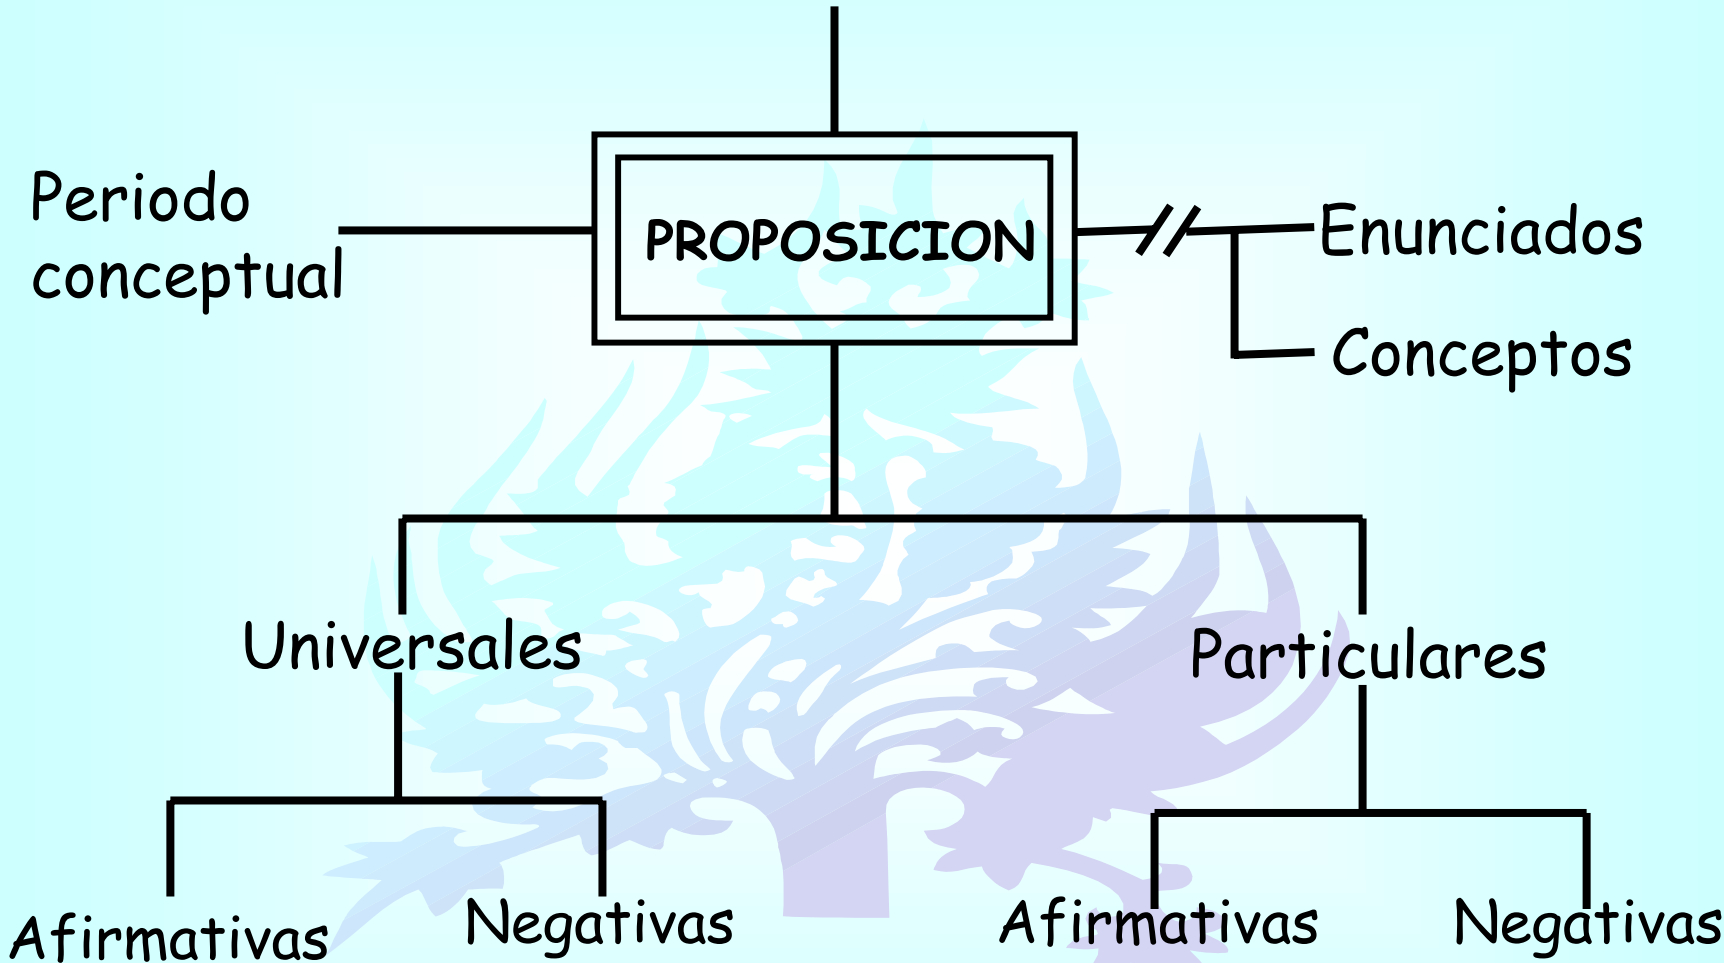 Periodo
conceptual
PROPOSICION
Enunciados
Conceptos
Universales
Particulares
Afirmativas
Negativas
Afirmativas
Negativas